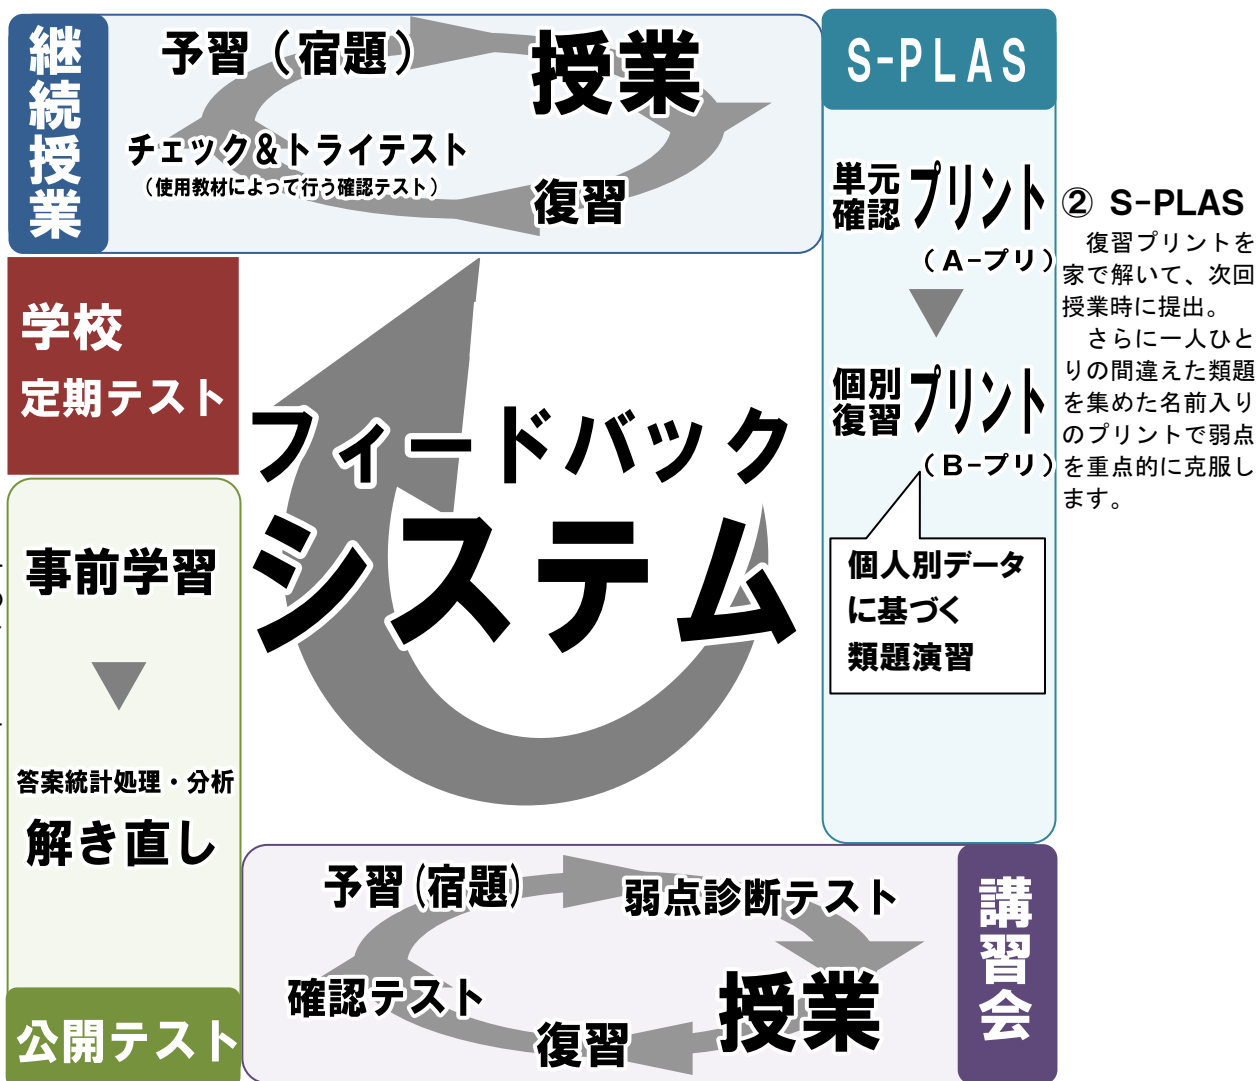 継続授業
予習（宿題）
授業
チェック＆トライテスト
（使用教材によって行う確認テスト）
復習
S-PLAS
単元
確認
プリント
（A-プリ）
個別
復習
プリント
（B-プリ）
個人別データ
に基づく
類題演習
② S-PLAS
復習プリントを
家で解いて、次回
授業時に提出。
さらに一人ひと
りの間違えた類題
を集めた名前入り
のプリントで弱点
を重点的に克服し
ます。
学校
定期テスト
フィードバック
システム
事前学習
答案統計処理・分析
解き直し
公開テスト
予習(宿題)
弱点診断テスト
授業
復習
確認テスト
講習会